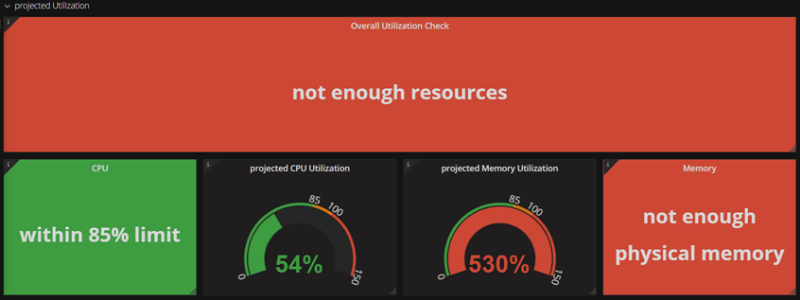 projected Utilization
Overall Utilization Check
not enough resources
CPU
within 85% limit
projected CPU Utilization
0
85
100
150
54%
projected Memory Utilization
0
85
100
150
530%
Memory
not enough
physical memory